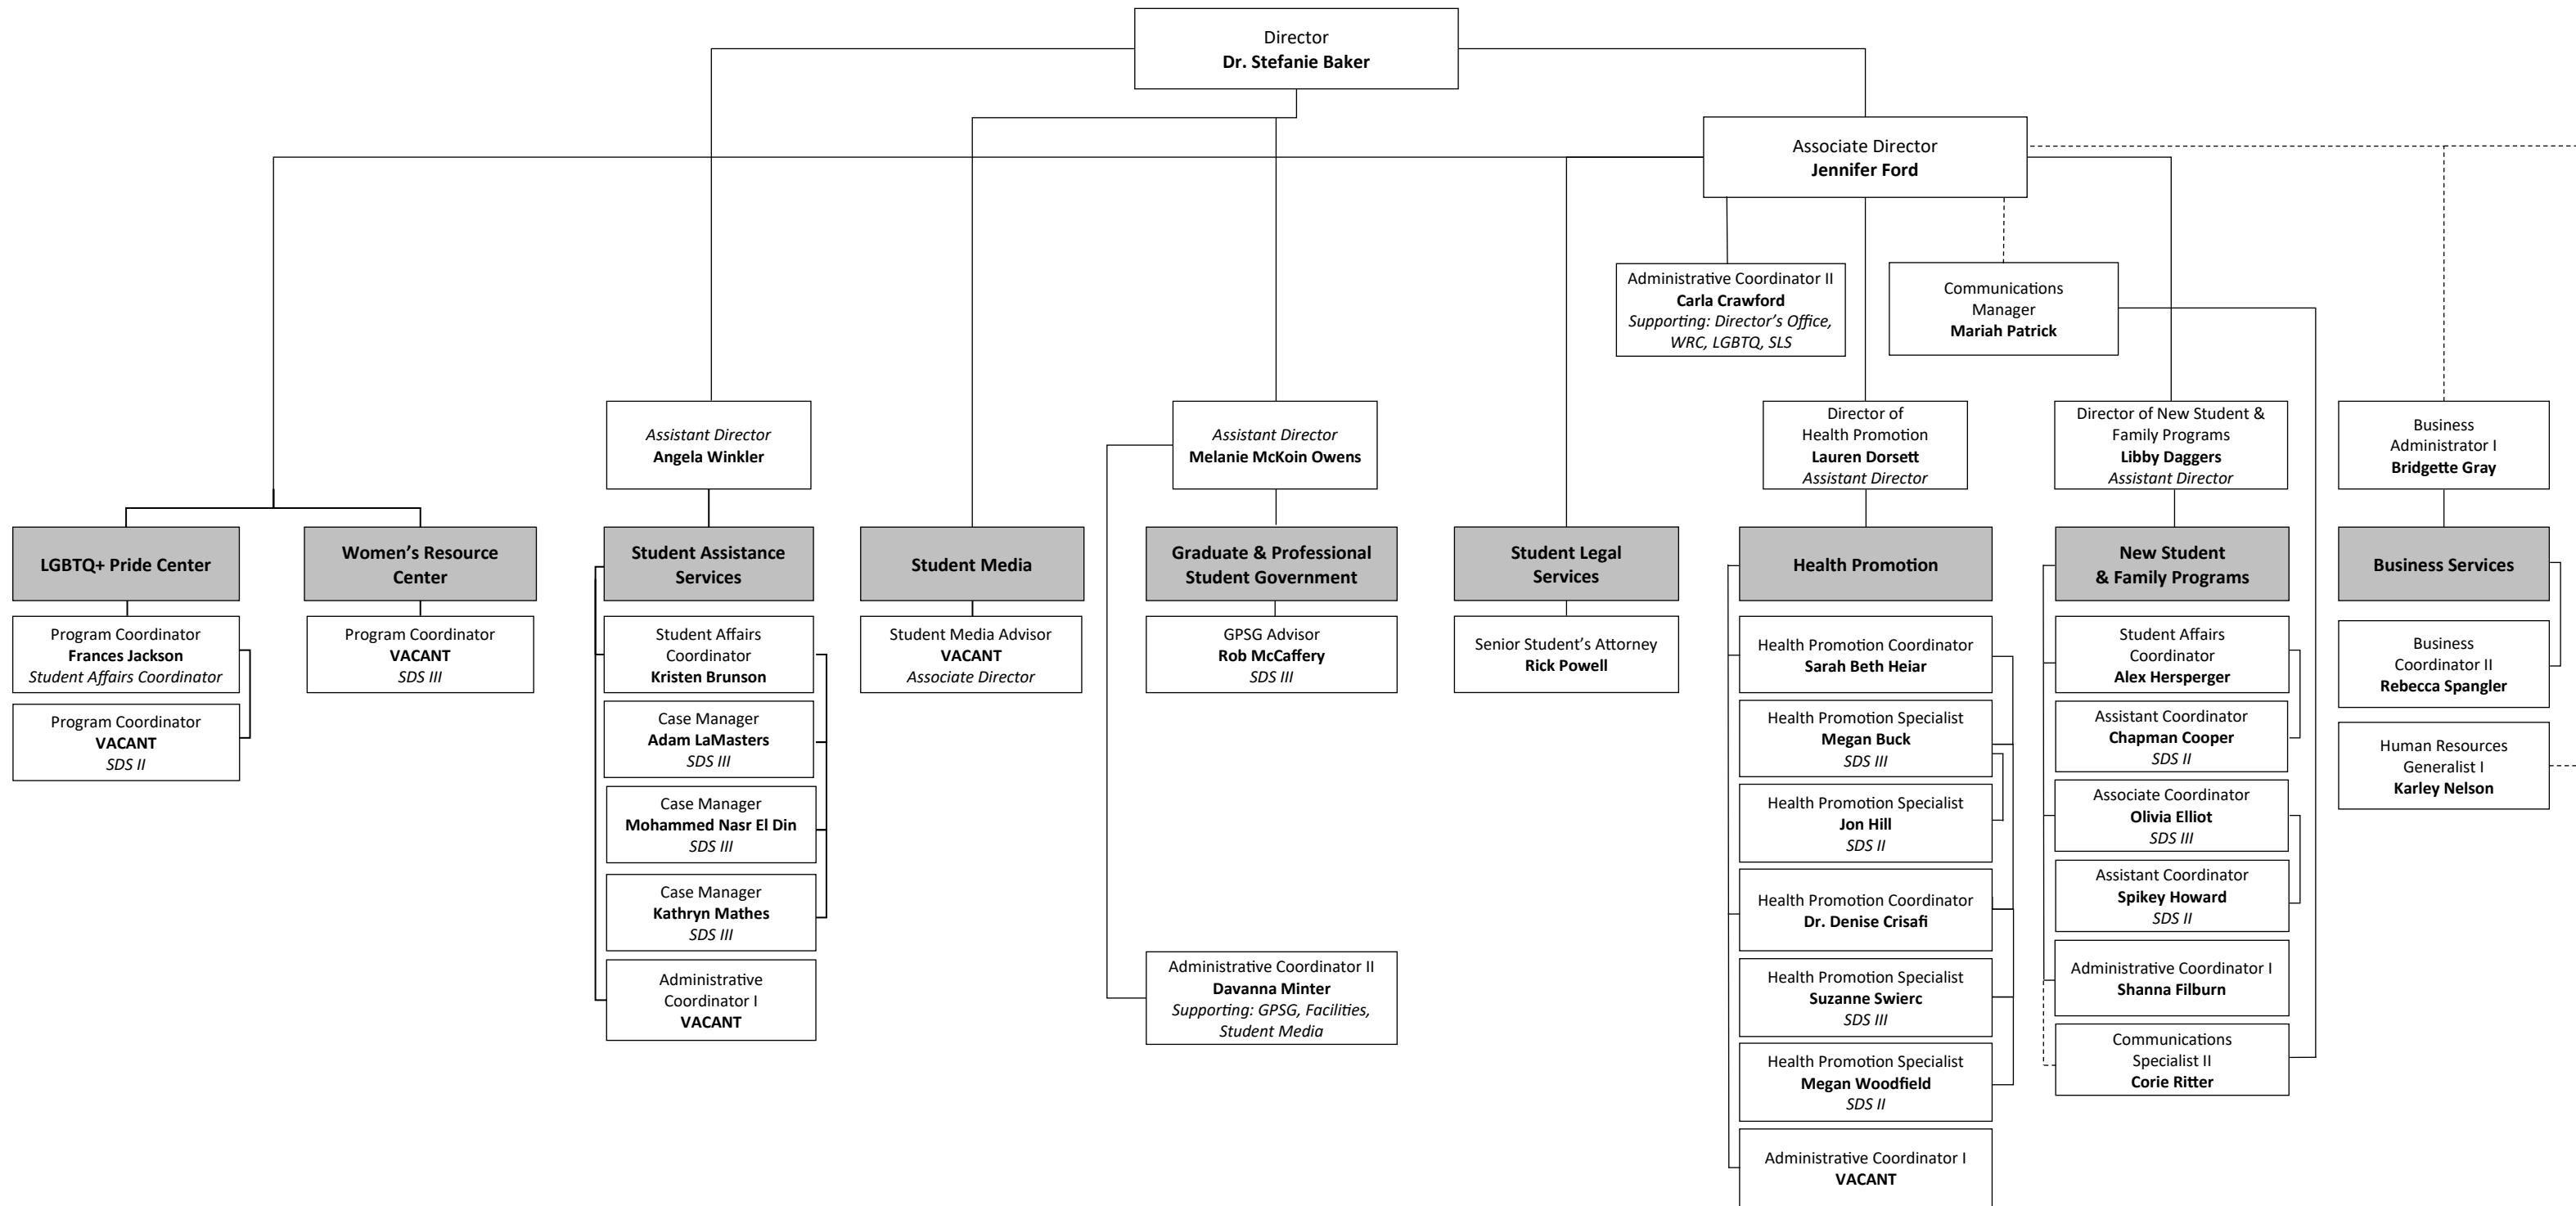 Director
Dr. Stefanie Baker
Associate Director
Jennifer Ford
Administrative Coordinator II
Carla Crawford
Supporting: Director's Office,
WRC, LGBTQ, SLS
Communications
Manager
Mariah Patrick
Assistant Director
Angela Winkler
Assistant Director
Melanie McKoin Owens
Director of
Health Promotion
Lauren Dorsett
Assistant Director
Director of New Student &
Family Programs
Libby Daggers
Assistant Director
Business
Administrator I
Bridgette Gray
LGBTQ+ Pride Center
Program Coordinator
Frances Jackson
Student Affairs Coordinator
Program Coordinator
VACANT
SDS II
Women's Resource
Center
Program Coordinator
VACANT
SDS III
Student Assistance
Services
Student Affairs
Coordinator
Kristen Brunson
Case Manager
Adam LaMasters
SDS III
Case Manager
Mohammed Nasr El Din
SDS III
Case Manager
Kathryn Mathes
SDS III
Administrative
Coordinator I
VACANT
Student Media
Student Media Advisor
VACANT
Associate Director
Graduate & Professional
Student Government
GPSG Advisor
Rob McCaffery
SDS III
Administrative Coordinator II
Davanna Minter
Supporting: GPSG, Facilities,
Student Media
Student Legal
Services
Senior Student's Attorney
Rick Powell
Health Promotion
Health Promotion Coordinator
Sarah Beth Heiar
Health Promotion Specialist
Megan Buck
SDS III
Health Promotion Specialist
Jon Hill
SDS II
Health Promotion Coordinator
Dr. Denise Crisafi
Health Promotion Specialist
Suzanne Swierc
SDS III
Health Promotion Specialist
Megan Woodfield
SDS II
Administrative Coordinator I
VACANT
New Student
& Family Programs
Student Affairs
Coordinator
Alex Hersperger
Assistant Coordinator
Chapman Cooper
SDS II
Associate Coordinator
Olivia Elliot
SDS III
Assistant Coordinator
Spikey Howard
SDS II
Administrative Coordinator I
Shanna Filburn
Communications
Specialist II
Corie Ritter
Business Services
Business
Coordinator II
Rebecca Spangler
Human Resources
Generalist I
Karley Nelson